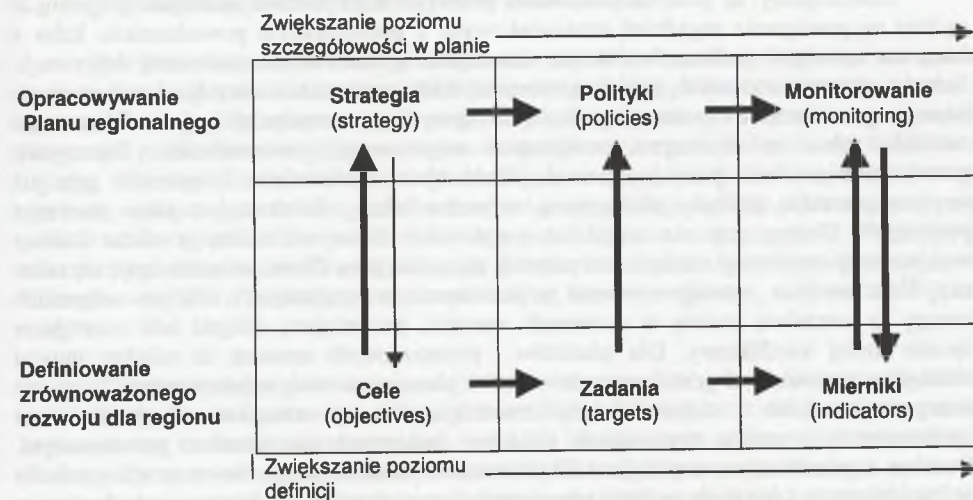 Zwiększanie poziomu
szczegółowości w planie
Opracowywanie
Planu regionalnego
Strategia
(strategy)
Polityki
(policies)
Monitorowanie
(monitoring)
Definiowanie
zrównoważonego
rozwoju dla regionu
Cele
(objectives)
Zadania
(targets)
Mierniki
(indicators)
Zwiększanie poziomu
definicji